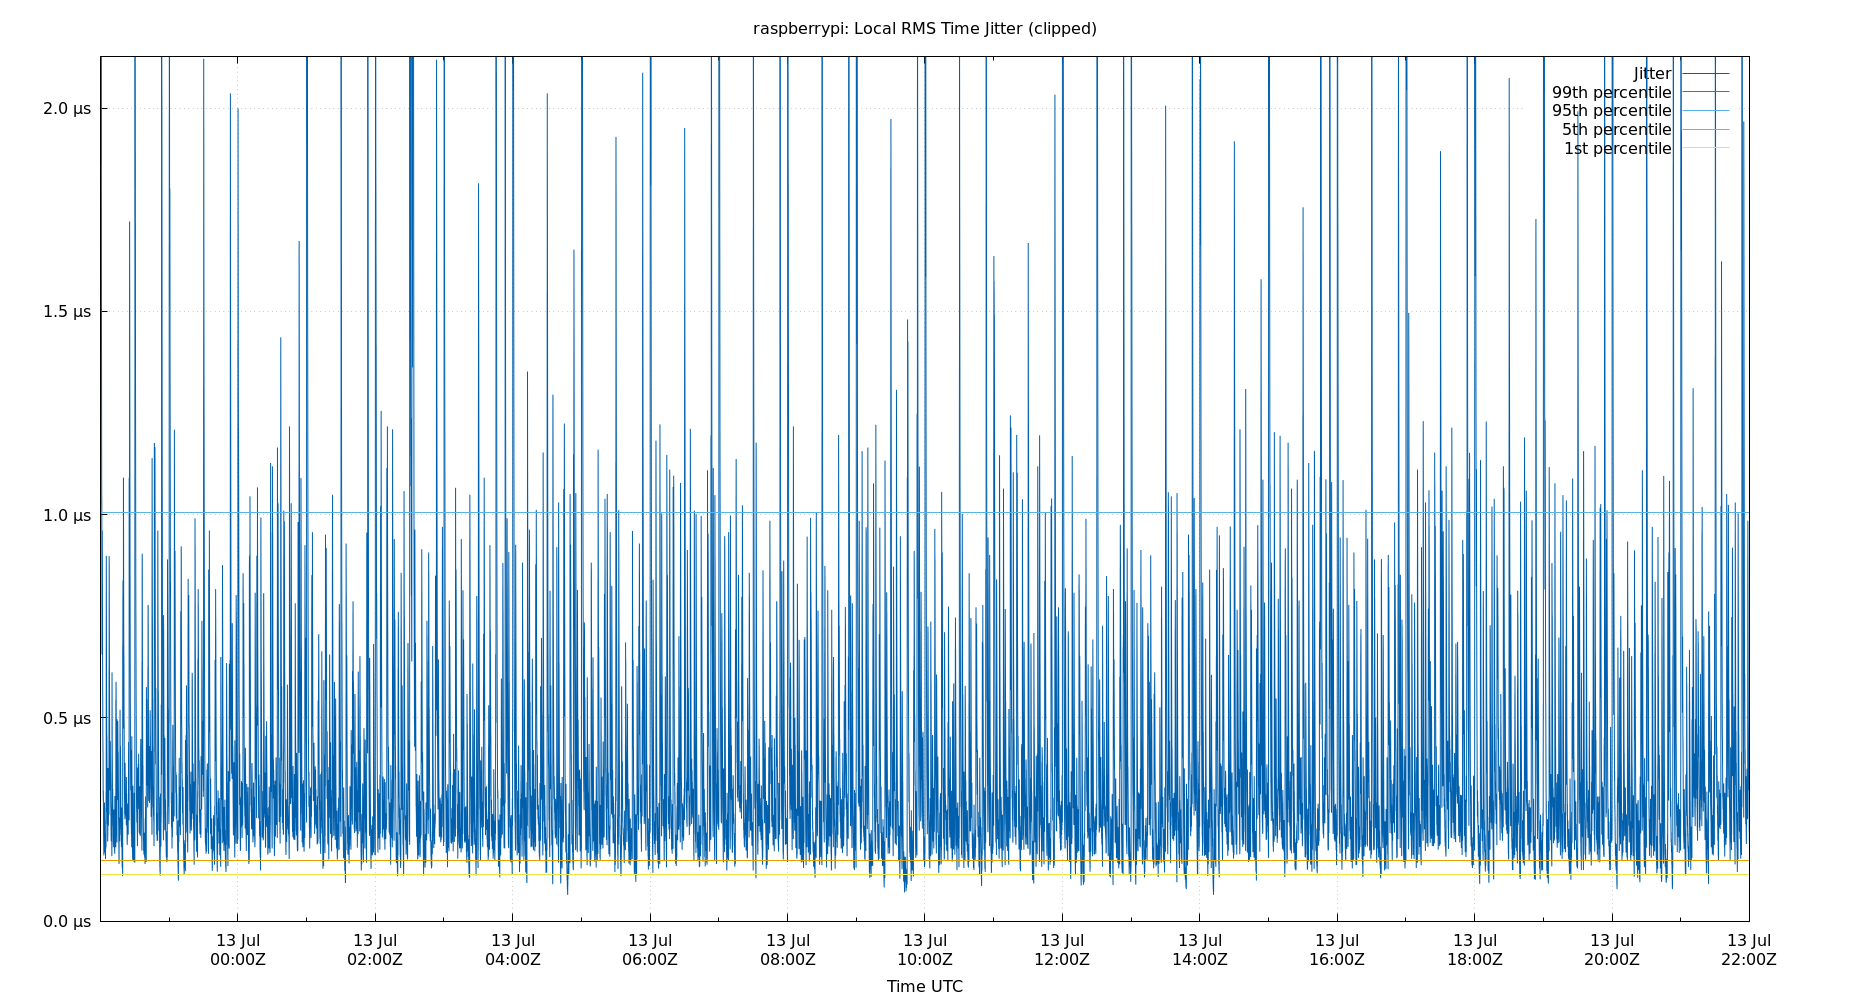 raspberrypi: Local RMS Time Jitter (clipped)
Jitter
99th percentile
95th percentile
5th percentile
1st percentile
2.0 µs
1.5 µs
1.0 µs
0.5 µs
0.0 µs
13 Jul 13 Jul 13 Jul 13 Jul 13 Jul 13 Jul 13 Jul 13 Jul 13 Jul 13 Jul 13 Jul 13 Jul
00:00Z 02:00Z 04:00Z 06:00Z 08:00Z 10:00Z 12:00Z 14:00Z 16:00Z 18:00Z 20:00Z 22:00Z
Time UTC